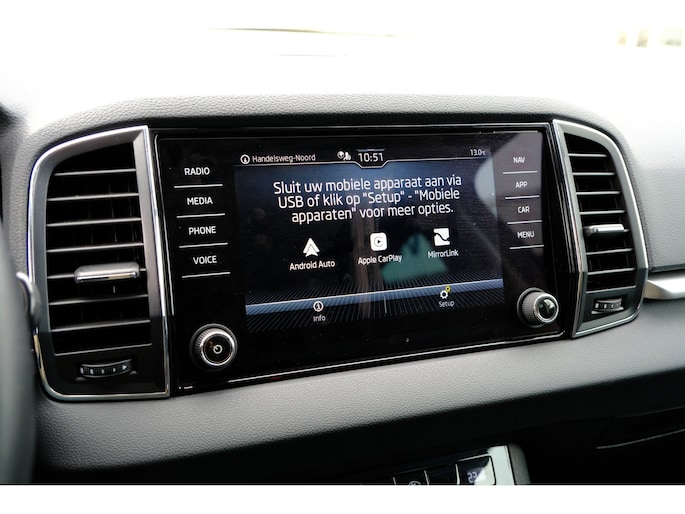 Handelsweg-Noord 10:51 13.0°C
RADIO
MEDIA
PHONE
VOICE
Sluit uw mobiele apparaat aan via
USB of klik op "Setup" - "Mobiele
apparaten" voor meer opties.
Android Auto Apple CarPlay MirrorLink
Info Setup
NAV
APP
CAR
MENU